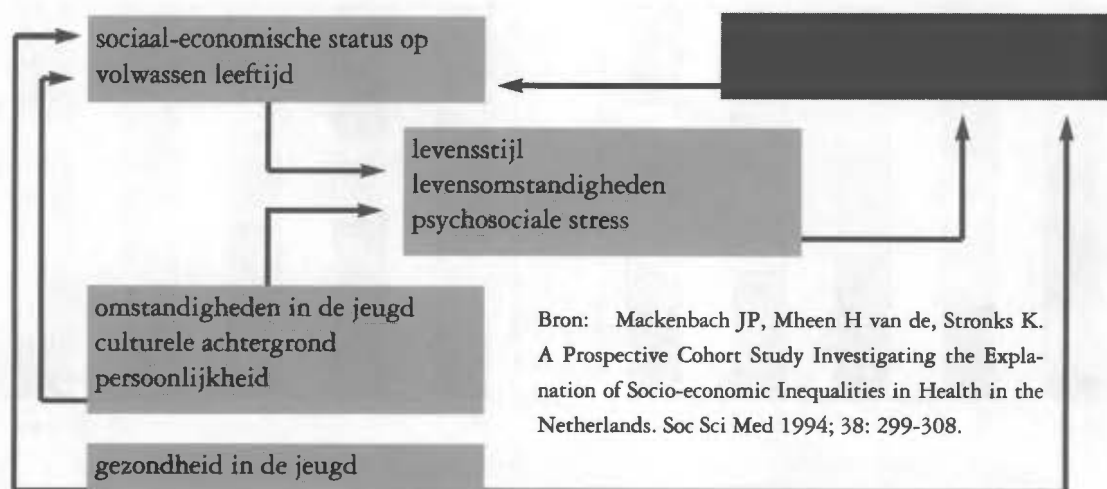 sociaal-economische status op
volwassen leeftijd
levensstijl
levensomstandigheden
psychosociale stress
omstandigheden in de jeugd
culturele achtergrond
persoonlijkheid
Bron: Mackenbach JP, Mheen H van de, Stronks K.
A Prospective Cohort Study Investigating the Expla-
nation of Socio-economic Inequalities in Health in the
Netherlands. Soc Sci Med 1994; 38: 299-308.
gezondheid in de jeugd